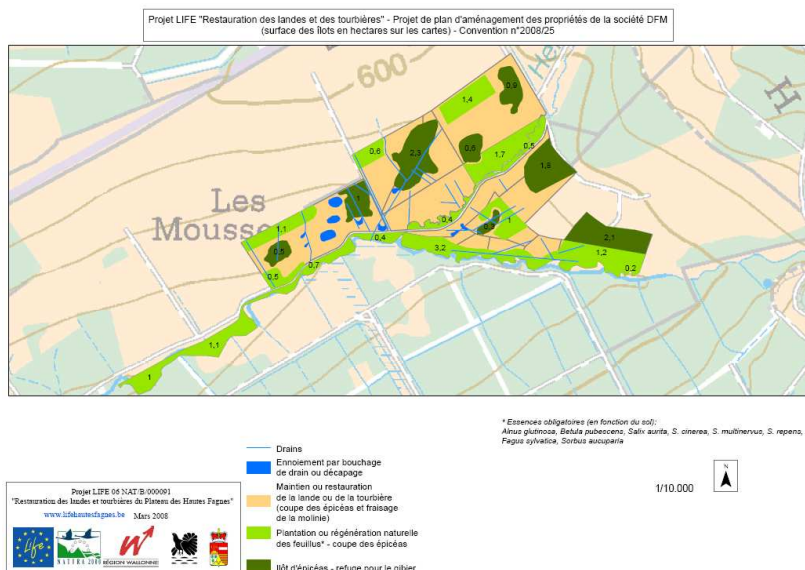 Projet LIFE "Restauration des landes et des tourbières" - Projet de plan d'aménagement des propriétés de la société DFM
(surface des îlots en hectares sur les cartes) - Convention n°2008/25
600
He
H
0,9
1,4
0,6
2,3
0,6
1,7
0,5
1,8
Les
Mousse
1
1,1
0,4
0,3
1
0,5
0,4
3,2
2,1
1,2
0,2
0,7
0,5
1,1
1
* Essences obligatoires (en fonction du sol):
Alnus glutinosa, Betula pubescens, Salix aurita, S. cinerea, S. multinervus, S. repens,
Fagus sylvatica, Sorbus aucuparia
Drains
Ennoiement par bouchage
de drain ou décapage
Maintien ou restauration
de la lande ou de la tourbière
(coupe des épicéas et fraisage
de la molinie)
Plantation ou régénération naturelle
des feuillus* - coupe des épicéas
Ilôt d'épicéas - refuge pour le gibier
1/10.000
N
Projet LIFE 06 NAT/B/000091
"Restauration des landes et tourbières du Plateau des Hautes Fagnes"
www.lifehautesfagnes.be Mars 2008
Life
NATURA 2000
RÉGION WALLONNE